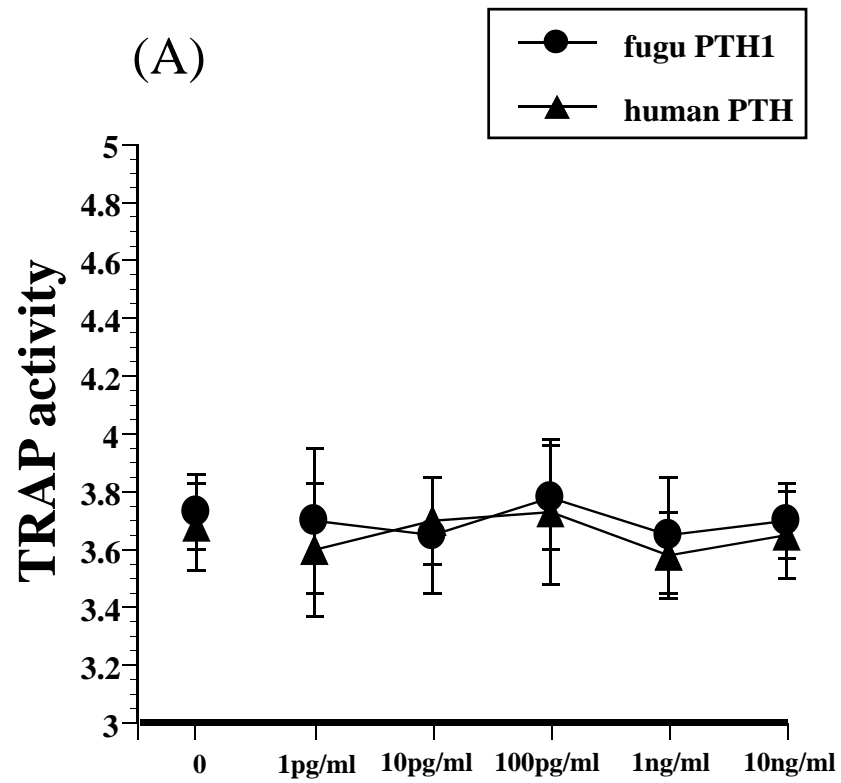 (A)
fugu PTH1
human PTH
TRAP activity
5
4.8
4.6
4.4
4.2
4
3.8
3.6
3.4
3.2
3
0 1pg/ml 10pg/ml 100pg/ml 1ng/ml 10ng/ml